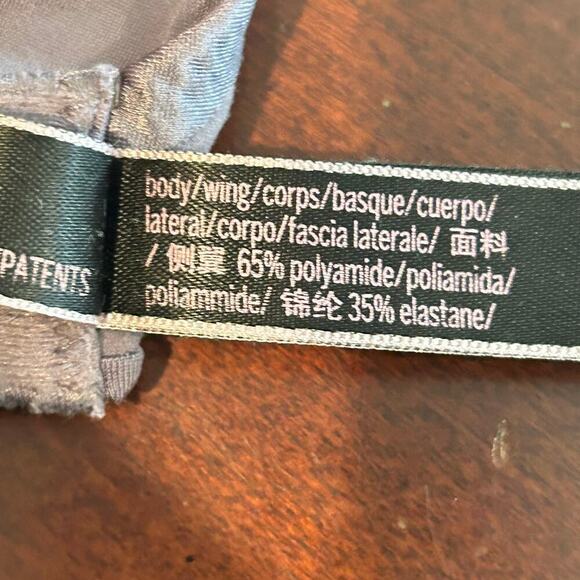 PATENTS
body/wing/corps/basque/cuerpo/
lateral/corpo/fascia laterale/ 面料
/ 侧翼 65% polyamide/poliamida/
poliammide/ 锦纶 35% elastane/